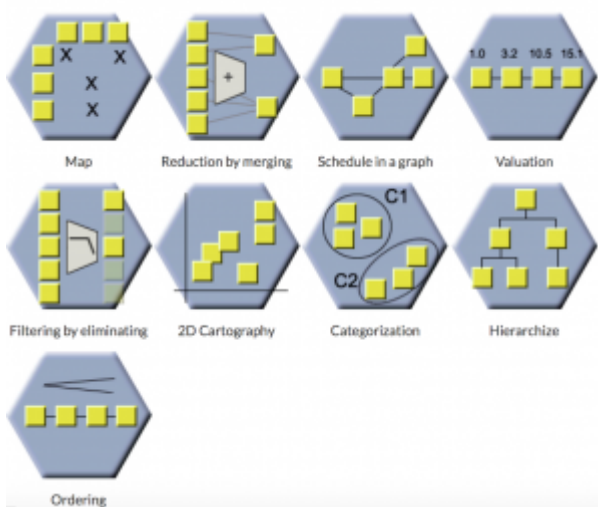 X X
X
X
Map
+
Reduction by merging
Schedule in a graph
1.0 3.2 10.5 15.1
Valuation
Filtering by eliminating
2D Cartography
C1
C2
Categorization
Hierarchize
Ordering